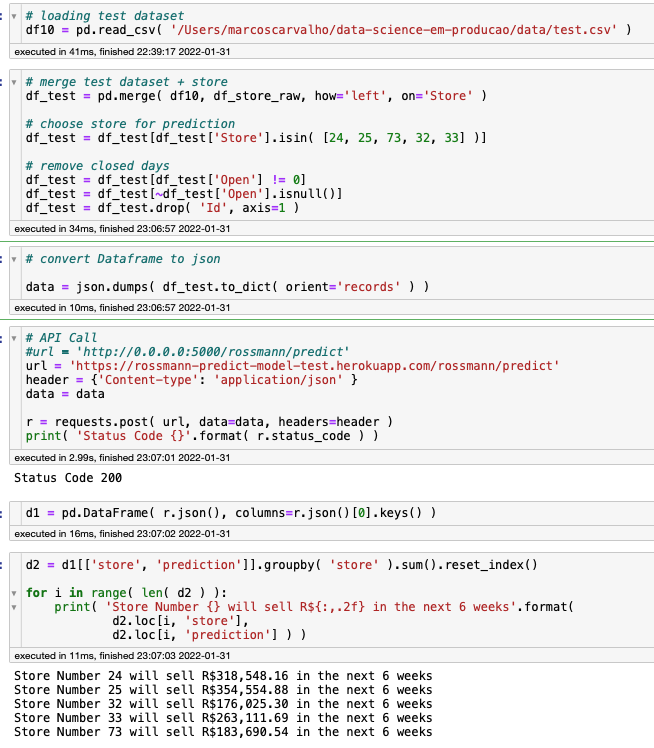 # loading test dataset
df10 = pd.read_csv( '/Users/marcoscarvalho/data-science-em-producao/data/test.csv' )
executed in 41ms, finished 22:39:17 2022-01-31
# merge test dataset + store
df_test = pd.merge( df10, df_store_raw, how='left', on='Store' )
# choose store for prediction
df_test = df_test[df_test['Store'].isin( [24, 25, 73, 32, 33] )]
# remove closed days
df_test = df_test[df_test['Open'] != 0]
df_test = df_test[~df_test['Open'].isnull()]
df_test = df_test.drop( 'Id', axis=1 )
executed in 34ms, finished 23:06:57 2022-01-31
# convert Dataframe to json
data = json.dumps( df_test.to_dict( orient='records' ) )
executed in 10ms, finished 23:06:57 2022-01-31
# API Call
#url = 'http://0.0.0.0:5000/rossmann/predict'
url = 'https://rossmann-predict-model-test.herokuapp.com/rossmann/predict'
header = {'Content-type': 'application/json' }
data = data
r = requests.post( url, data=data, headers=header )
print( 'Status Code {}'.format( r.status_code ) )
executed in 2.99s, finished 23:07:01 2022-01-31
Status Code 200
d1 = pd.DataFrame( r.json(), columns=r.json()[0].keys() )
executed in 16ms, finished 23:07:02 2022-01-31
d2 = d1[['store', 'prediction']].groupby( 'store' ).sum().reset_index()
for i in range( len( d2 ) ):
print( 'Store Number {} will sell R${:,.2f} in the next 6 weeks'.format(
d2.loc[i, 'store'],
d2.loc[i, 'prediction'] ) )
executed in 11ms, finished 23:07:03 2022-01-31
Store Number 24 will sell R$318,548.16 in the next 6 weeks
Store Number 25 will sell R$354,554.88 in the next 6 weeks
Store Number 32 will sell R$176,025.30 in the next 6 weeks
Store Number 33 will sell R$263,111.69 in the next 6 weeks
Store Number 73 will sell R$183,690.54 in the next 6 weeks